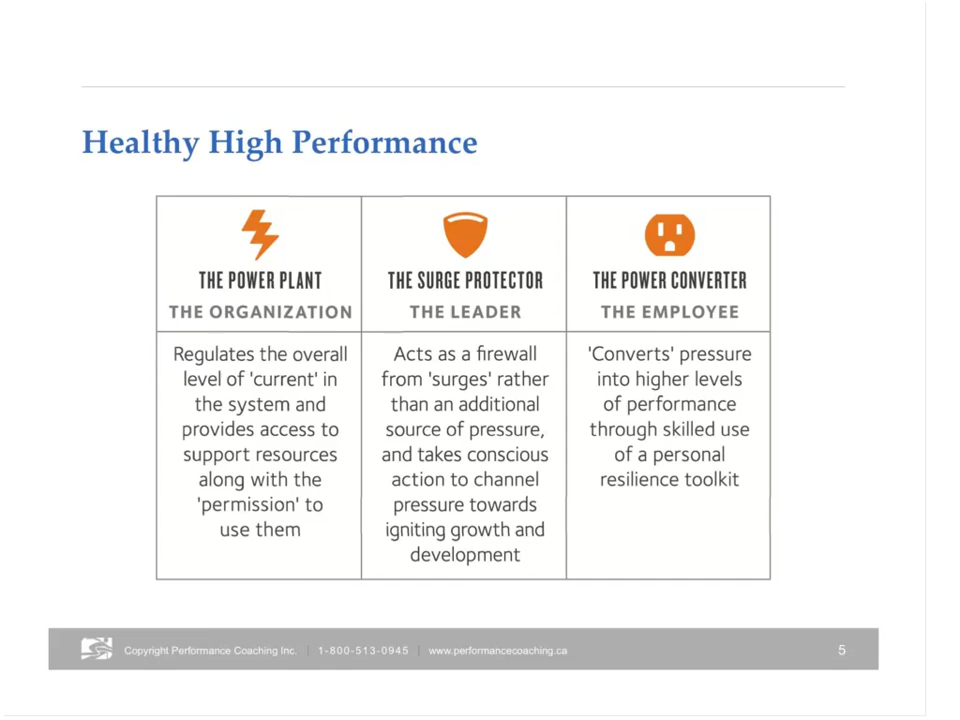 Healthy High Performance
THE POWER PLANT
THE ORGANIZATION
Regulates the overall
level of 'current' in
the system and
provides access to
support resources
along with the
'permission' to
use them
THE SURGE PROTECTOR
THE LEADER
Acts as a firewall
from 'surges' rather
than an additional
source of pressure,
and takes conscious
action to channel
pressure towards
igniting growth and
development
THE POWER CONVERTER
THE EMPLOYEE
'Converts' pressure
into higher levels
of performance
through skilled use
of a personal
resilience toolkit
Copyright Performance Coaching Inc. | 1-800-513-0945 | www.performancecoaching.ca 5